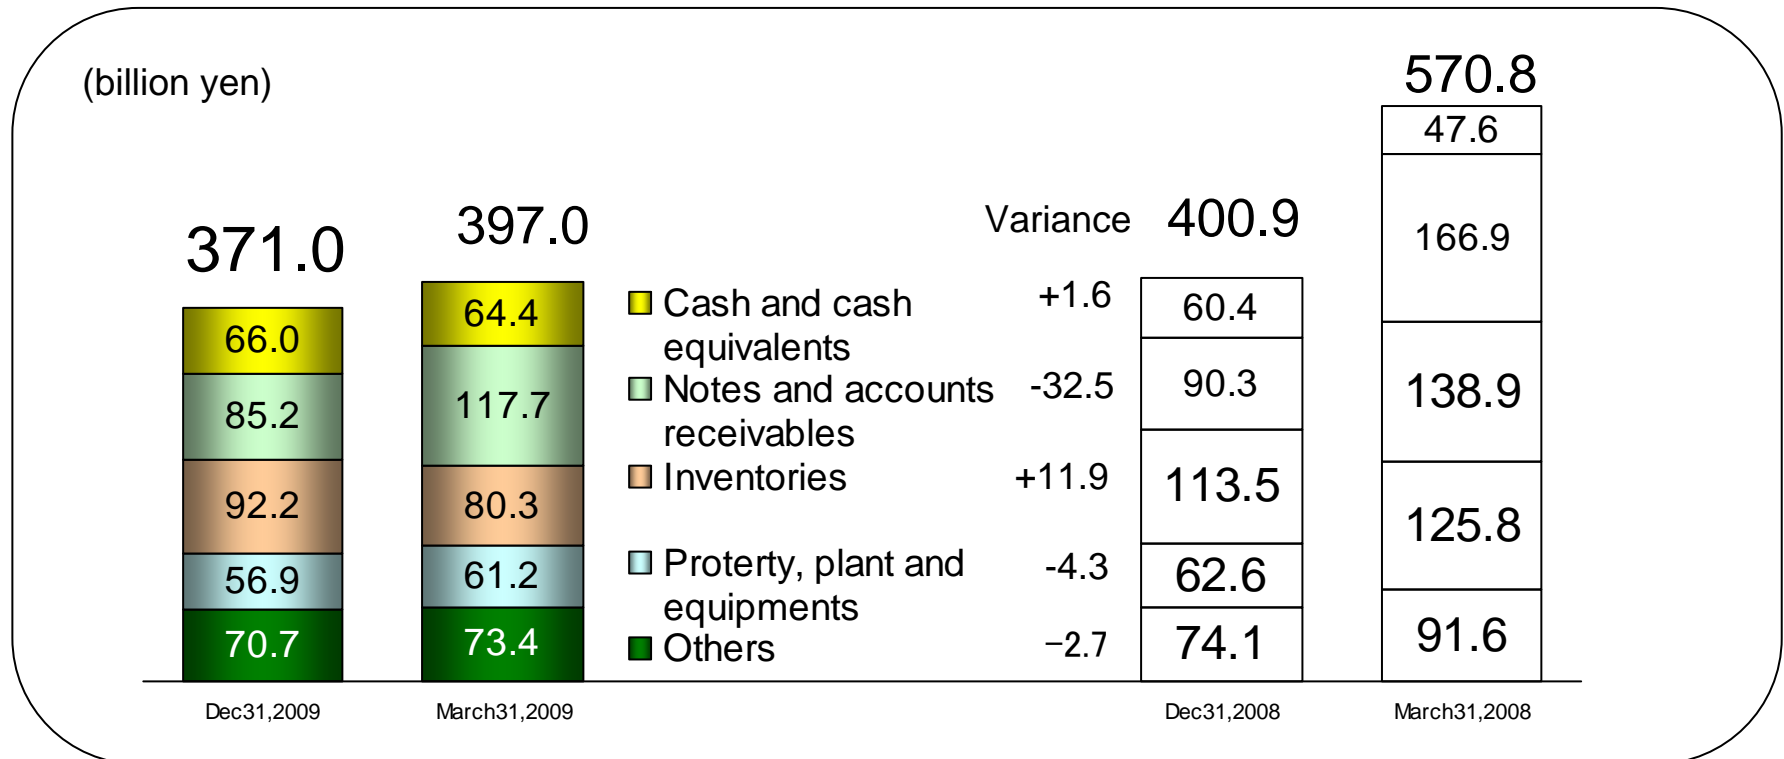 (billion yen)
371.0
66.0
85.2
92.2
56.9
70.7
Dec31,2009
397.0
64.4
117.7
80.3
61.2
73.4
March31,2009
Variance
Cash and cash
equivalents
+1.6
Notes and accounts
receivables
-32.5
Inventories
+11.9
Proterty, plant and
equipments
-4.3
Others
−2.7
400.9
60.4
90.3
113.5
62.6
74.1
Dec31,2008
570.8
47.6
166.9
138.9
125.8
91.6
March31,2008